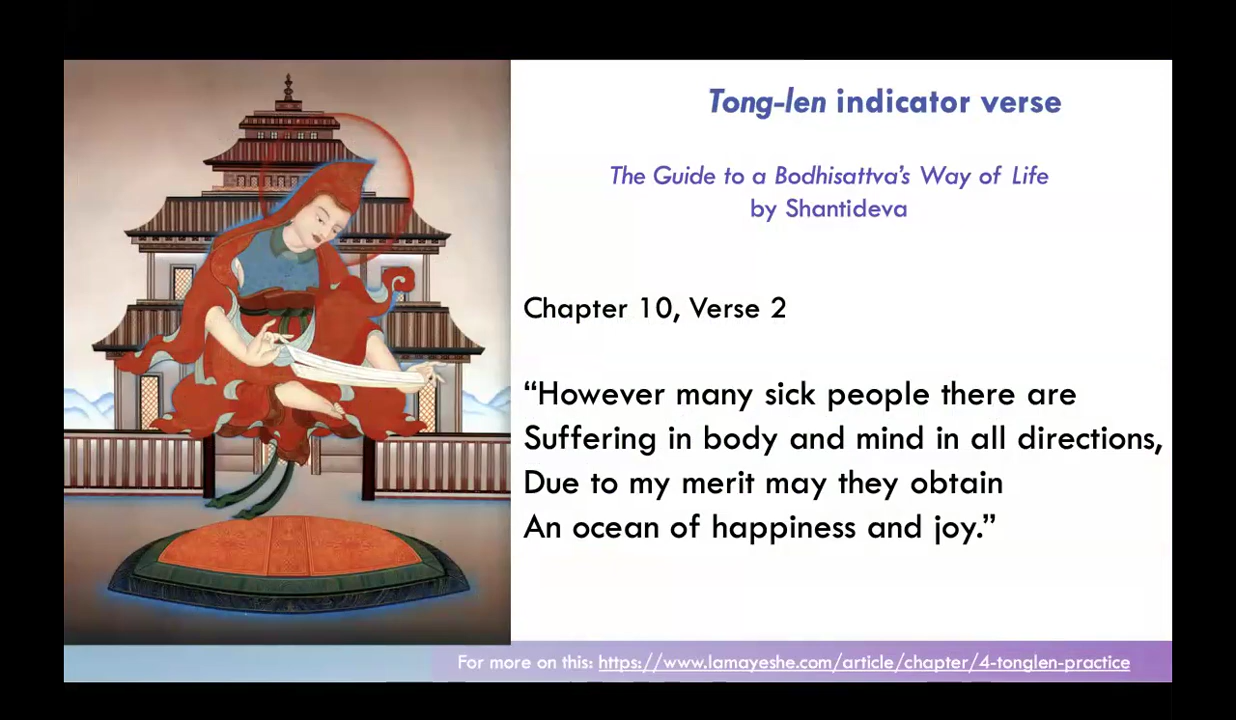 Tong-len indicator verse
The Guide to a Bodhisattva's Way of Life
by Shantideva
Chapter 10, Verse 2
“However many sick people there are
Suffering in body and mind in all directions,
Due to my merit may they obtain
An ocean of happiness and joy.”
For more on this: https://www.lamayeshe.com/article/chapter/4-tonglen-practice